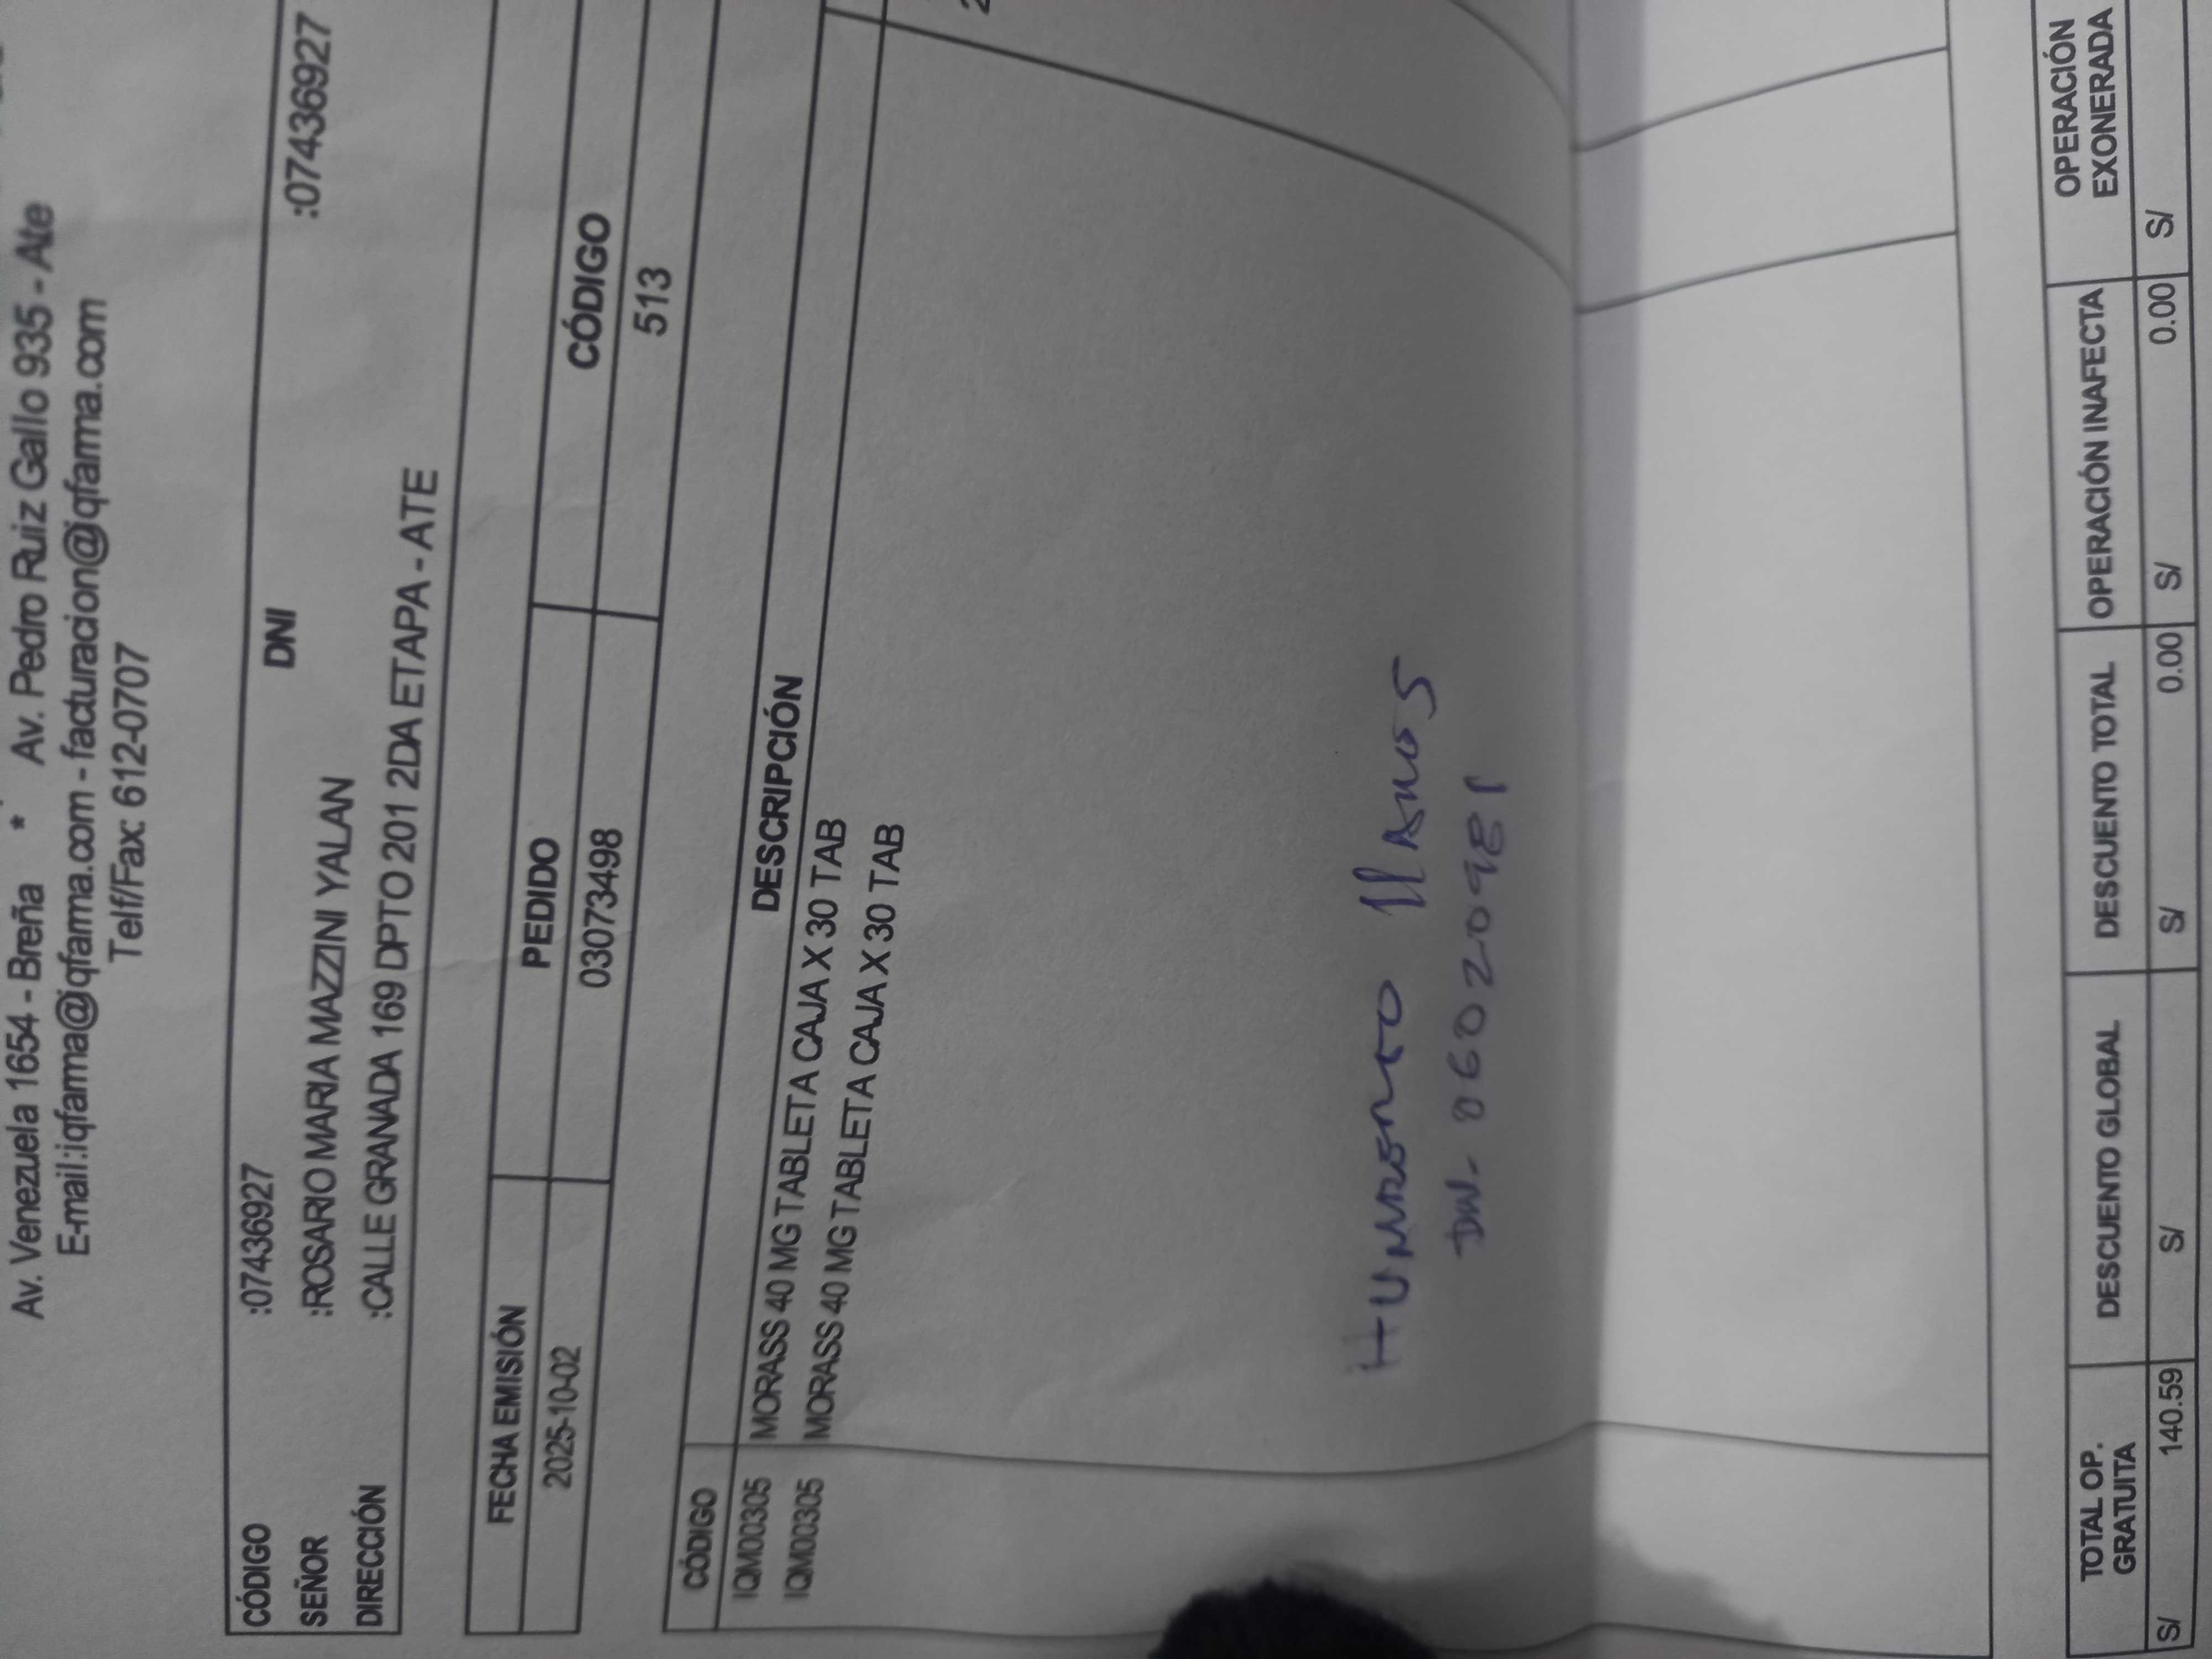 Av. Venezuela 1654 - Breña * Av. Pedro Ruiz Gallo 935 - Ate
E-mail:iqfarma@qfarma.com - facturacion@iqfarma.com
Telf/Fax: 612-0707
CÓDIGO :07436927 DNI :07436927
SEÑOR :ROSARIO MARIA MAZZINI YALAN
DIRECCIÓN :CALLE GRANADA 169 DPTO 201 2DA ETAPA - ATE
FECHA EMISIÓN PEDIDO CÓDIGO
2025-10-02 03073498 513
CÓDIGO DESCRIPCIÓN
IQM00305 MORASS 40 MG TABLETA CAJA X 30 TAB
IQM00305 MORASS 40 MG TABLETA CAJA X 30 TAB
TOTAL OP. GRATUITA DESCUENTO GLOBAL DESCUENTO TOTAL OPERACIÓN INAFECTA OPERACIÓN EXONERADA
S/ 140.59 S/ S/ 0.00 S/ 0.00 S/